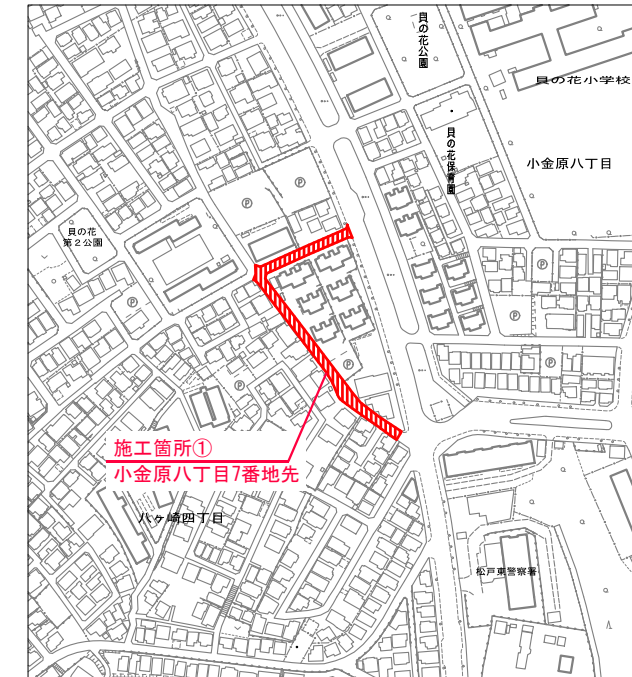 貝の花公園
貝の花小学校
貝の花保育園
小金原八丁目
Ⓟ
Ⓟ
Ⓟ
貝の花
第2公園
Ⓟ
Ⓟ
Ⓟ
Ⓟ
Ⓟ
Ⓟ
施工箇所①
小金原八丁目7番地先
八ヶ崎四丁目
松戸東警察署